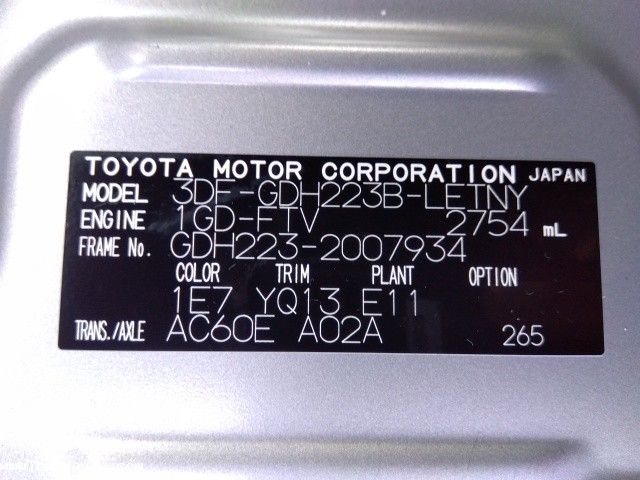 TOYOTA MOTOR CORPORATION JAPAN
MODEL 3DF-GDH223B-LETNY
ENGINE 1GD-FTV 2754 mL
FRAME No. GDH223-2007934
COLOR TRIM PLANT OPTION
1E7 YQ13 E11
TRANS./AXLE AC60E A02A 265